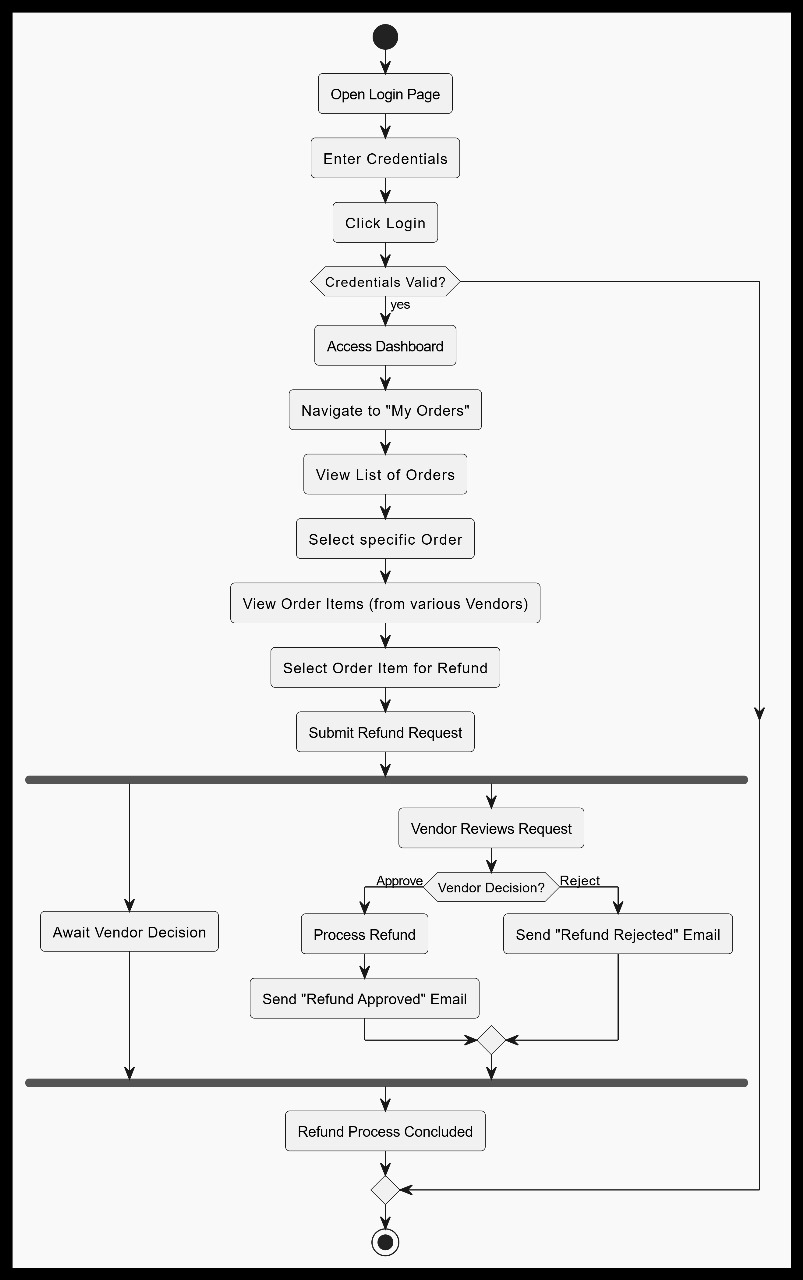 Open Login Page
Enter Credentials
Click Login
Credentials Valid?
yes
Access Dashboard
Navigate to "My Orders"
View List of Orders
Select specific Order
View Order Items (from various Vendors)
Select Order Item for Refund
Submit Refund Request
Vendor Reviews Request
Approve
Vendor Decision?
Reject
Await Vendor Decision
Process Refund
Send "Refund Rejected" Email
Send "Refund Approved" Email
Refund Process Concluded